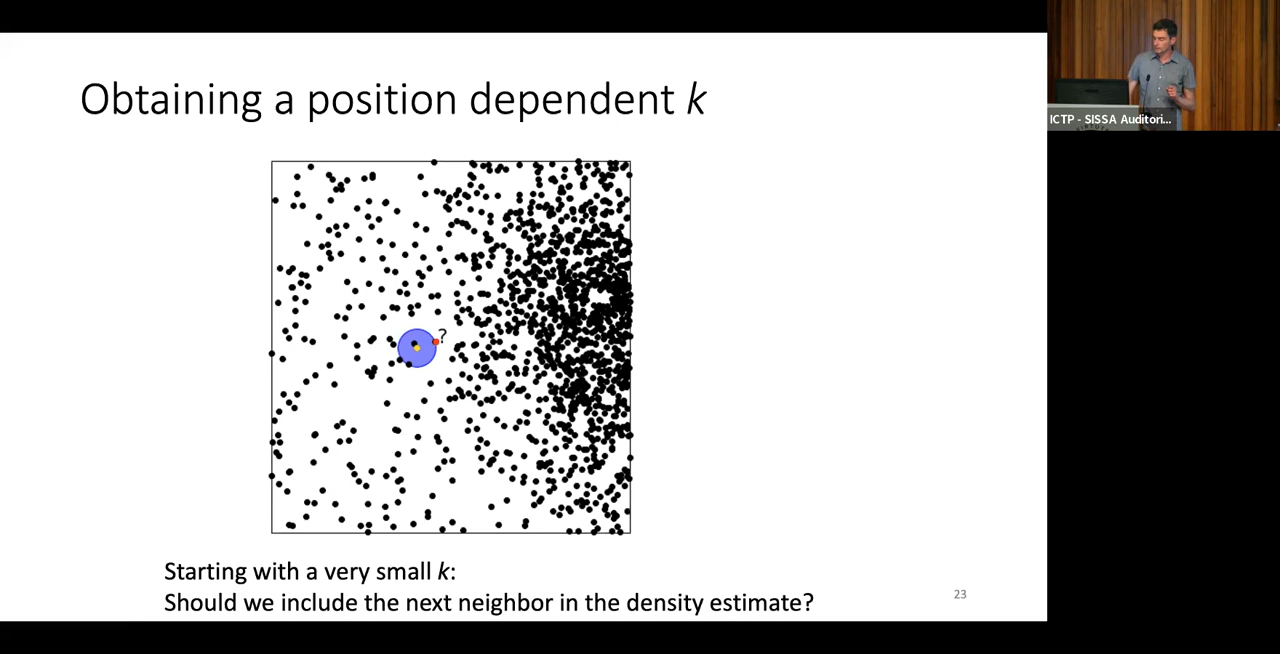 Obtaining a position dependent k
?
Starting with a very small k:
Should we include the next neighbor in the density estimate?
23
ICTP - SISSA Auditori...